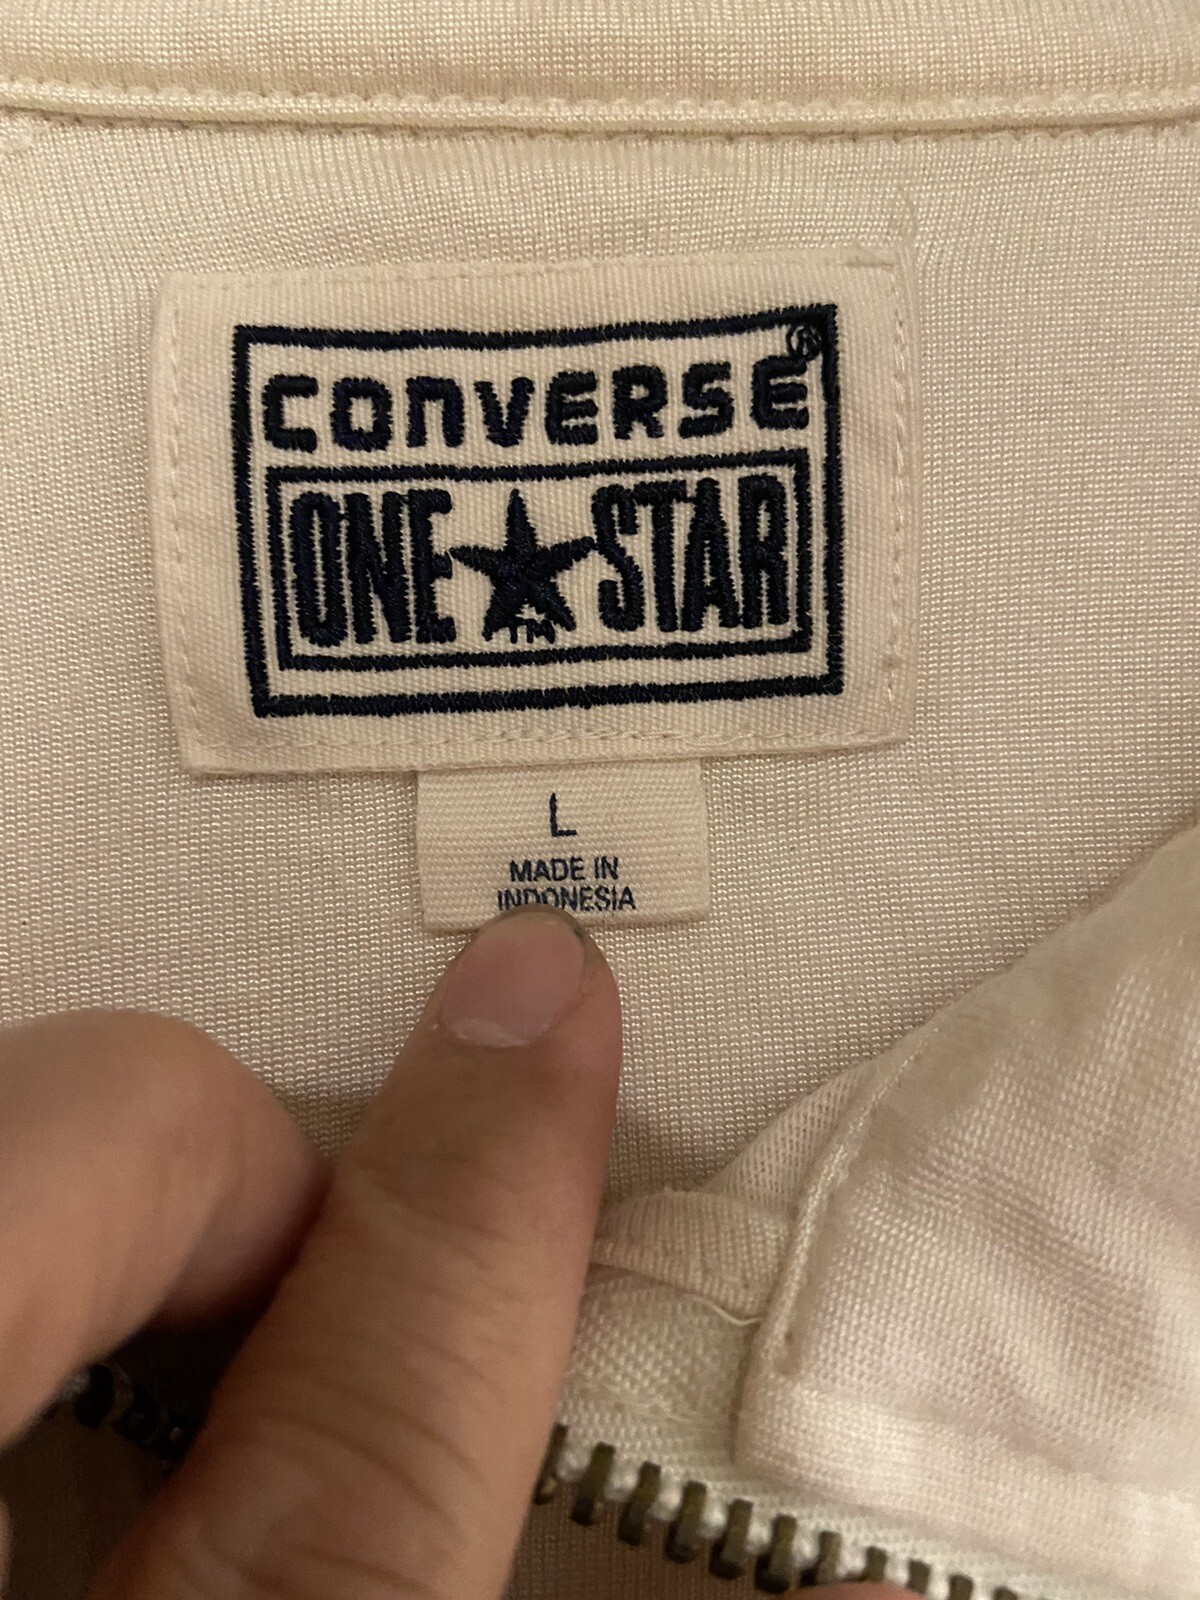 CONVERSE®
ONE★STAR
TM
L
MADE IN
INDONESIA